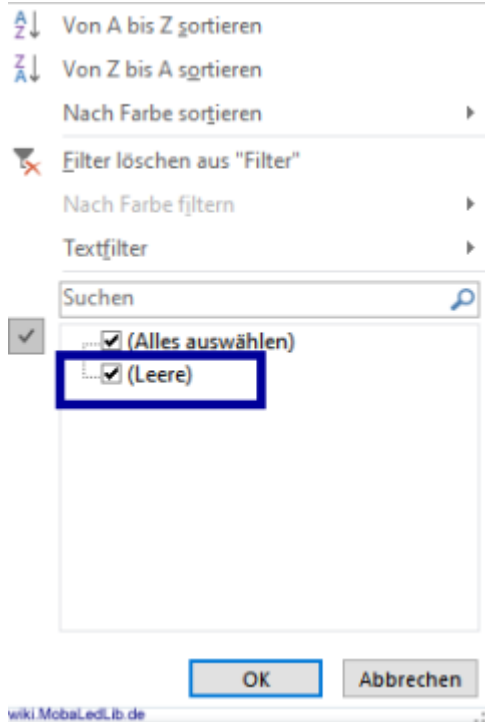 Von A bis Z sortieren
Von Z bis A sortieren
Nach Farbe sortieren
Filter löschen aus "Filter"
Nach Farbe filtern
Textfilter
Suchen
(Alles auswählen)
(Leere)
OK Abbrechen
wiki.MobaLedLib.de